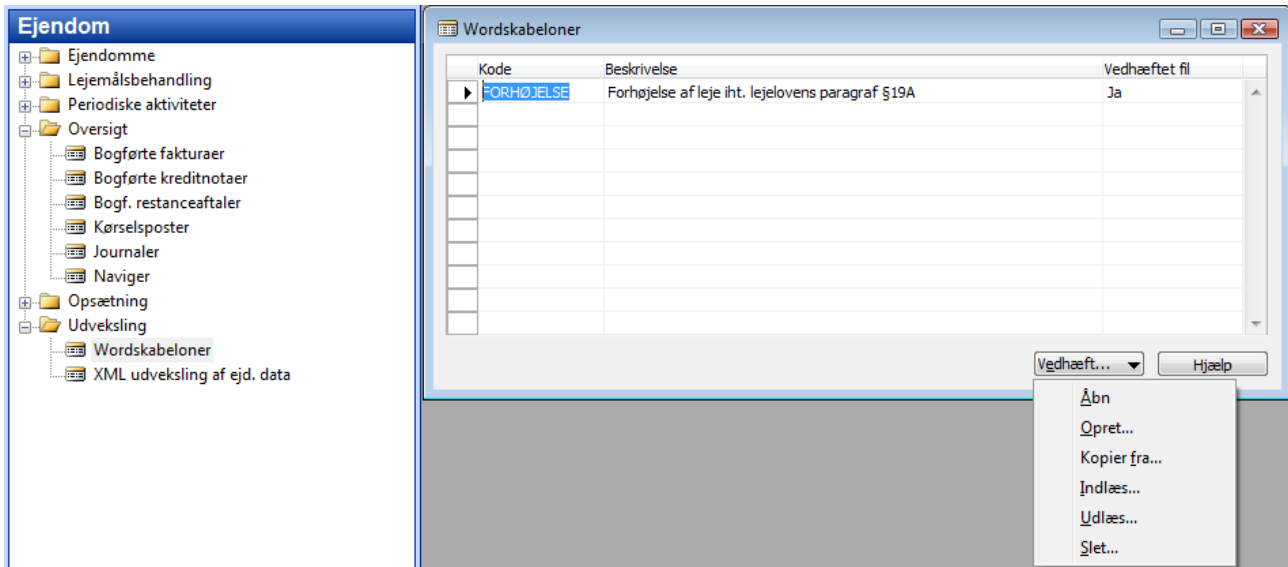 Ejendom
Ejendomme
Lejemålsbehandling
Periodiske aktiviteter
Oversigt
Bogførte fakturaer
Bogførte kreditnotaer
Bogf. restanceaftaler
Kørselsposter
Journaler
Naviger
Opsætning
Udveksling
Wordskabeloner
XML udveksling af ejd. data
Wordskabeloner
Kode Beskrivelse Vedhæftet fil
FORHØJELSE Forhøjelse af leje iht. lejelovens paragraf §19A Ja
Vedhæft... Hjælp
Åbn
Opret...
Kopier fra...
Indlæs...
Udlæs...
Slet...